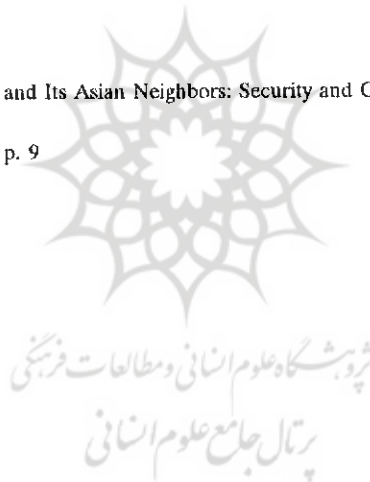 and Its Asian Neighbors: Security and C
p. 9
پژوهشگاه علوم انسانی و مطالعات فرهنگی
پرتال جامع علوم انسانی